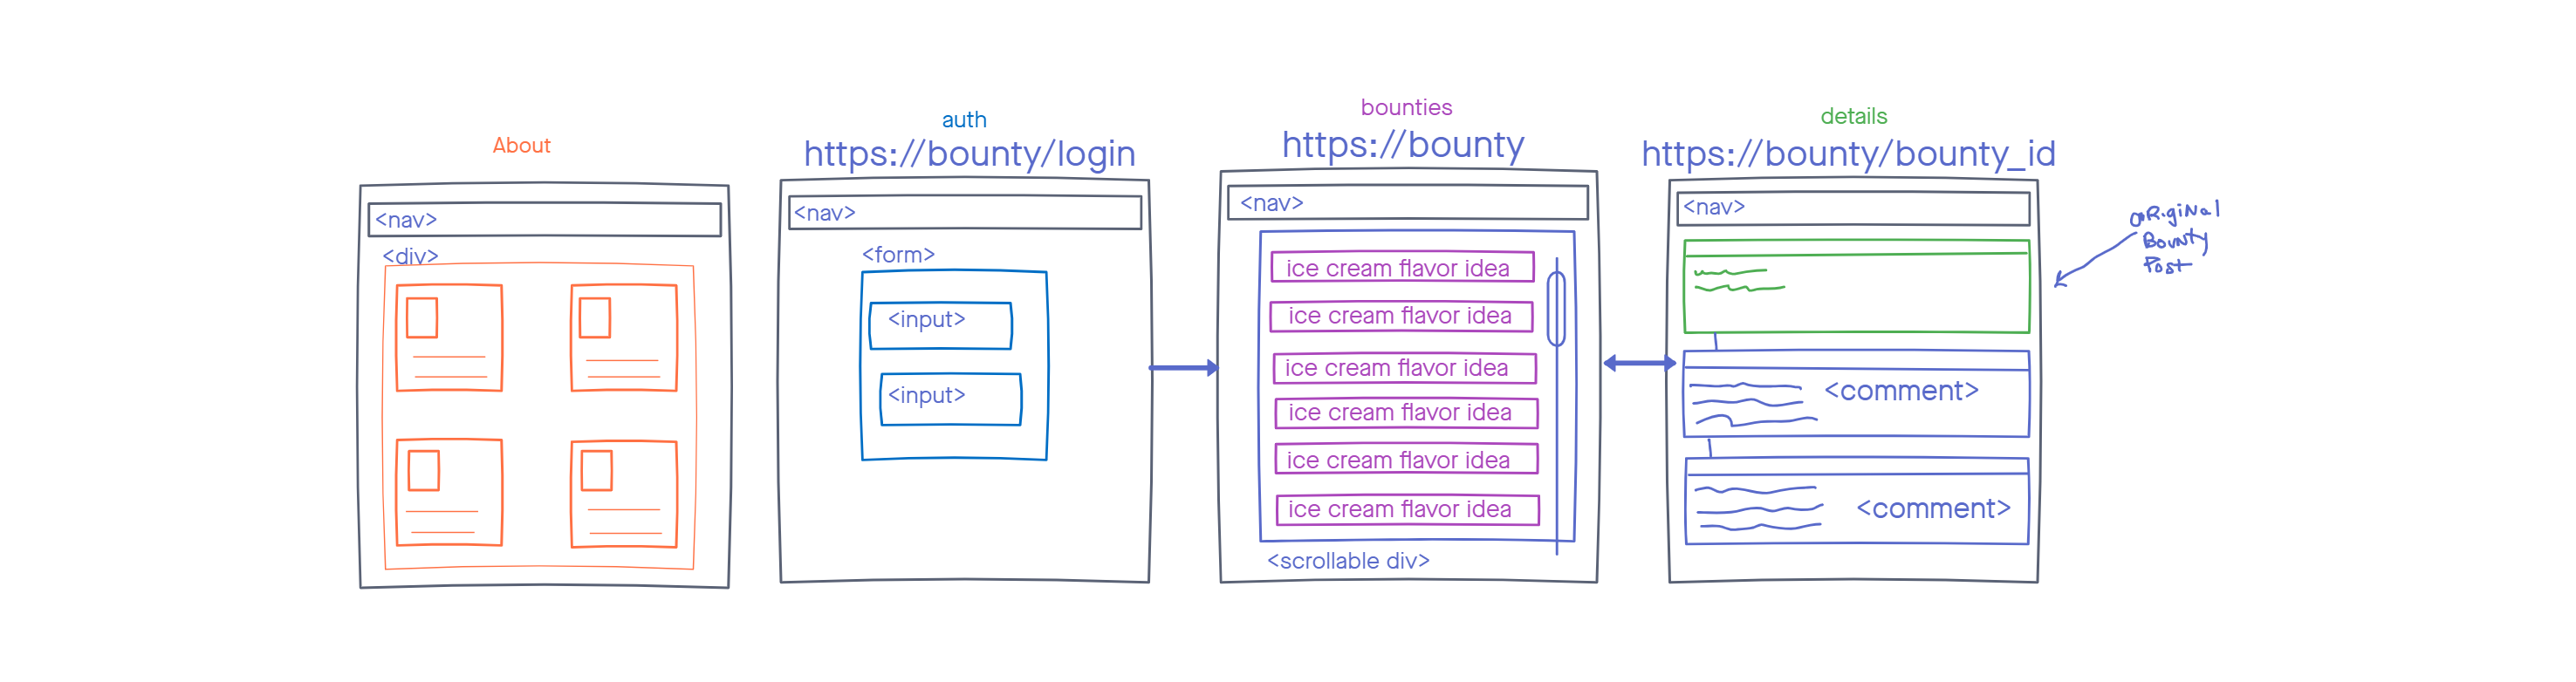 About
<nav>
<div>
auth
https://bounty/login
<nav>
<form>
<input>
<input>
bounties
https://bounty
<nav>
ice cream flavor idea
ice cream flavor idea
ice cream flavor idea
ice cream flavor idea
ice cream flavor idea
ice cream flavor idea
<scrollable div>
details
https://bounty/bounty_id
<nav>
<comment>
<comment>
ORiGiNal
Bounty
Post